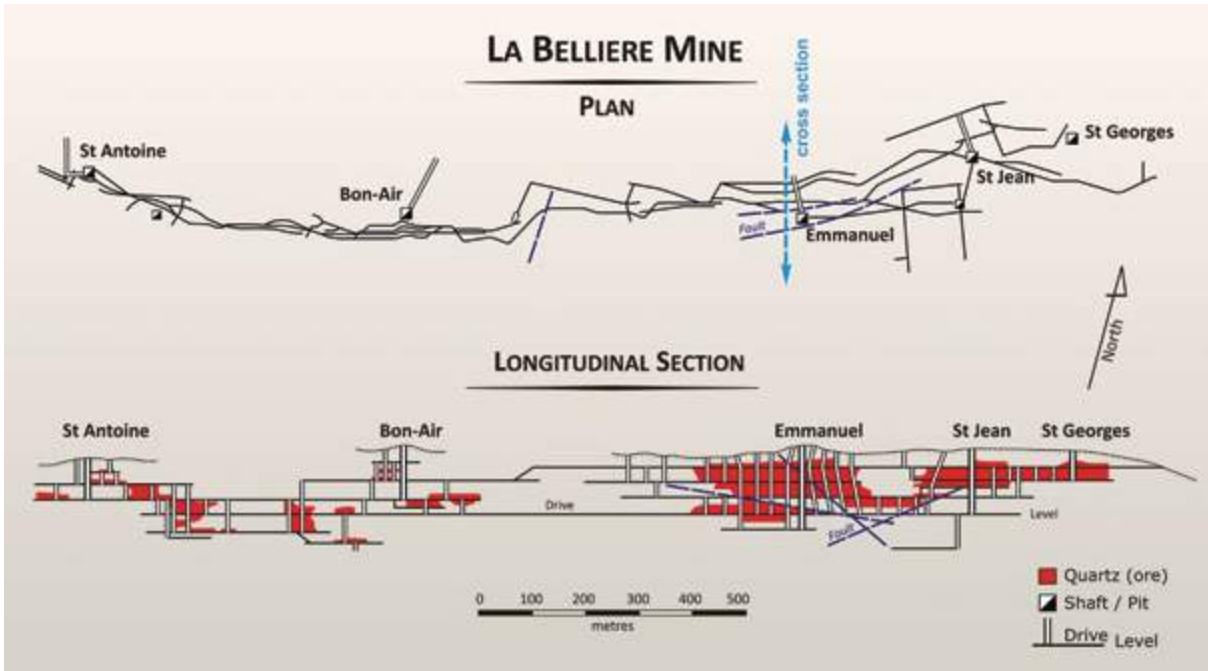 LA BELLIERE MINE
PLAN
cross section
St Antoine
Bon-Air
St Georges
St Jean
Fault
Emmanuel
North
LONGITUDINAL SECTION
St Antoine
Bon-Air
Emmanuel
St Jean
St Georges
Drive
Level
Fault
0 100 200 300 400 500
metres
Quartz (ore)
Shaft / Pit
Drive Level